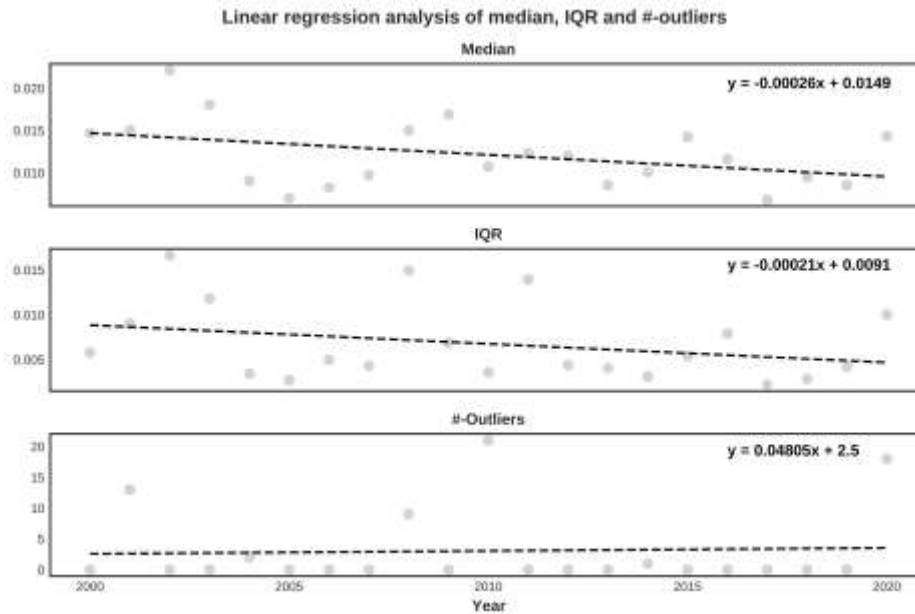 Linear regression analysis of median, IQR and #-outliers
Median
y = -0.00026x + 0.0149
0.020
0.015
0.010
IQR
y = -0.00021x + 0.0091
0.015
0.010
0.005
#-Outliers
y = 0.04805x + 2.5
20
15
10
5
0
2000 2005 2010 2015 2020
Year